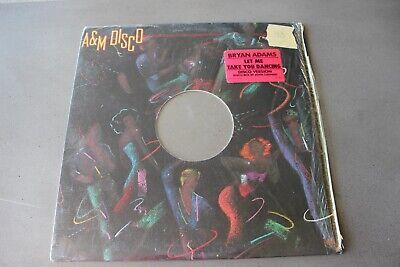 A&M DISCO
BRYAN ADAMS
LET ME
TAKE YOU DANCING
DISCO VERSION